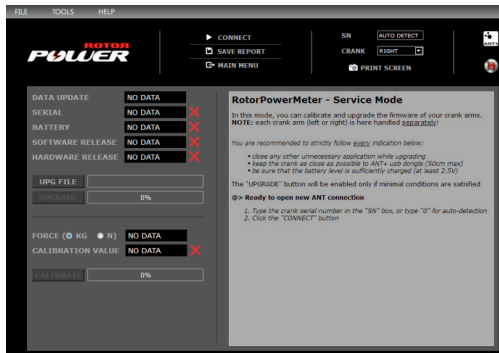 FILE TOOLS HELP
ROTOR
POWER
CONNECT
SAVE REPORT
MAIN MENU
SN AUTO DETECT
CRANK RIGHT
PRINT SCREEN
ANT+
DATA UPDATE NO DATA
SERIAL NO DATA
BATTERY NO DATA
SOFTWARE RELEASE NO DATA
HARDWARE RELEASE NO DATA
UPG FILE
UPGRADE 0%
FORCE ( KG N) NO DATA
CALIBRATION VALUE NO DATA
CALIBRATE 0%
RotorPowerMeter - Service Mode
In this mode, you can calibrate and upgrade the firmware of your crank arms.
NOTE: each crank arm (left or right) is here handled separately!
You are recommended to strictly follow every indication below:
• close any other unnecessary application while upgrading
• keep the crank as close as possible to ANT+ usb dongle (50cm max)
• be sure that the battery level is sufficiently charged (at least 2.5V)
The "UPGRADE" button will be enabled only if minimal conditions are satisfied
@> Ready to open new ANT connection
1. Type the crank serial number in the "SN" box, or type "0" for auto-detection
2. Click the "CONNECT" button